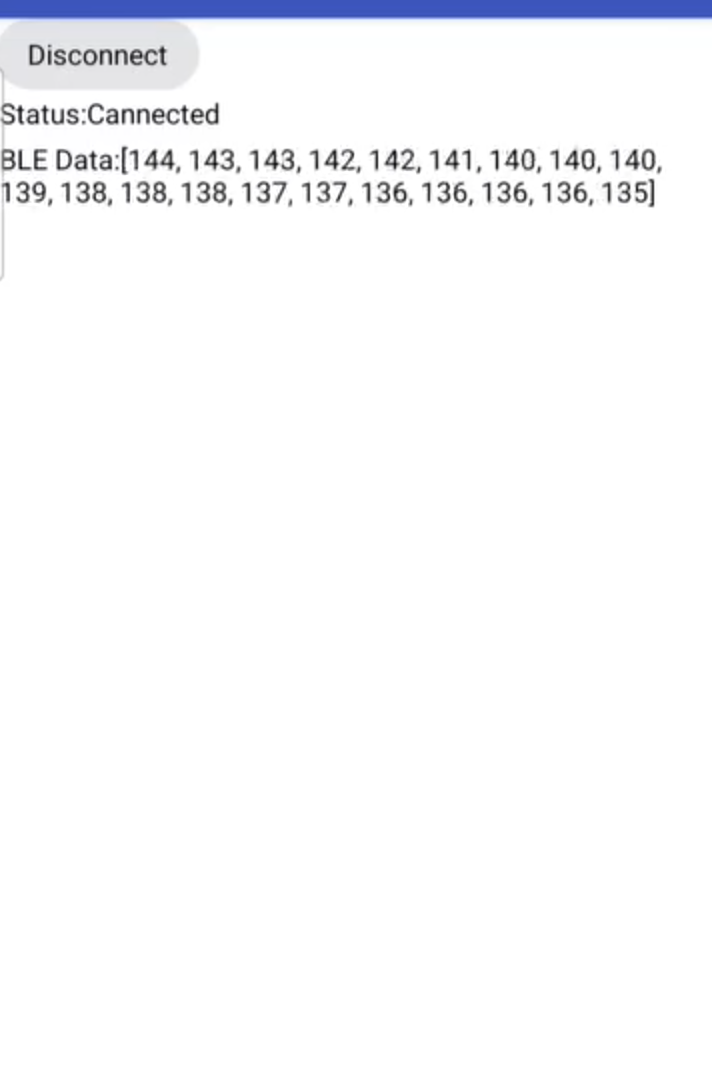 Disconnect
Status:Cannected
BLE Data:[144, 143, 143, 142, 142, 141, 140, 140, 140,
139, 138, 138, 138, 137, 137, 136, 136, 136, 136, 135]